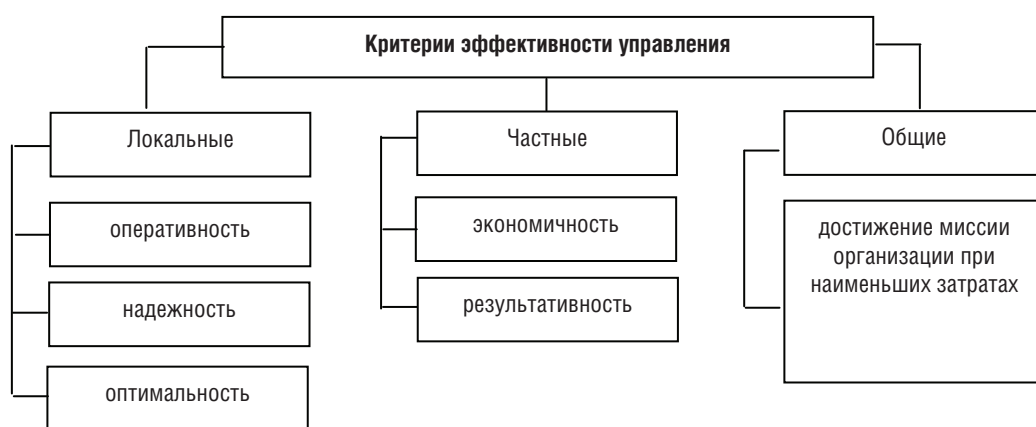 Критерии эффективности управления
Локальные
оперативность
надежность
оптимальность
Частные
экономичность
результативность
Общие
достижение миссии
организации при
наименьших затратах